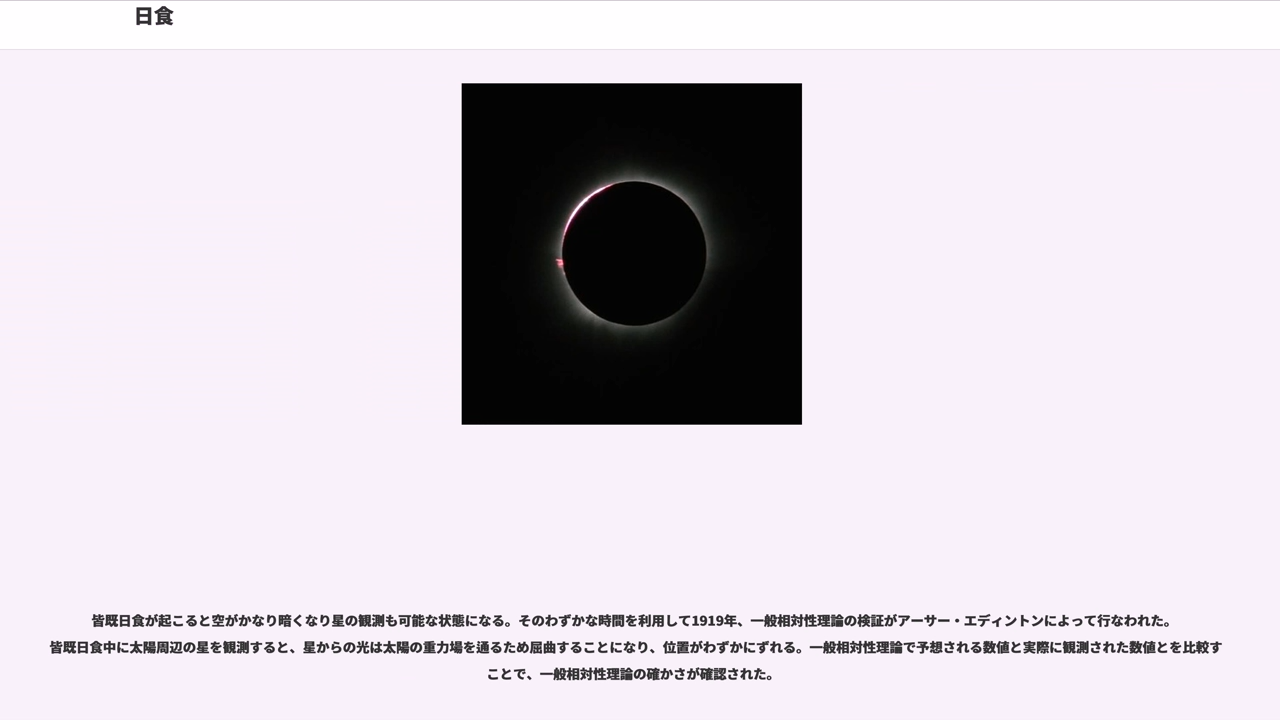 日食
皆既日食が起こると空がかなり暗くなり星の観測も可能な状態になる。そのわずかな時間を利用して1919年、一般相対性理論の検証がアーサー・エディントンによって行なわれた。
皆既日食中に太陽周辺の星を観測すると、星からの光は太陽の重力場を通るため屈曲することになり、位置がわずかにずれる。一般相対性理論で予想される数値と実際に観測された数値とを比較す
ことで、一般相対性理論の確かさが確認された。